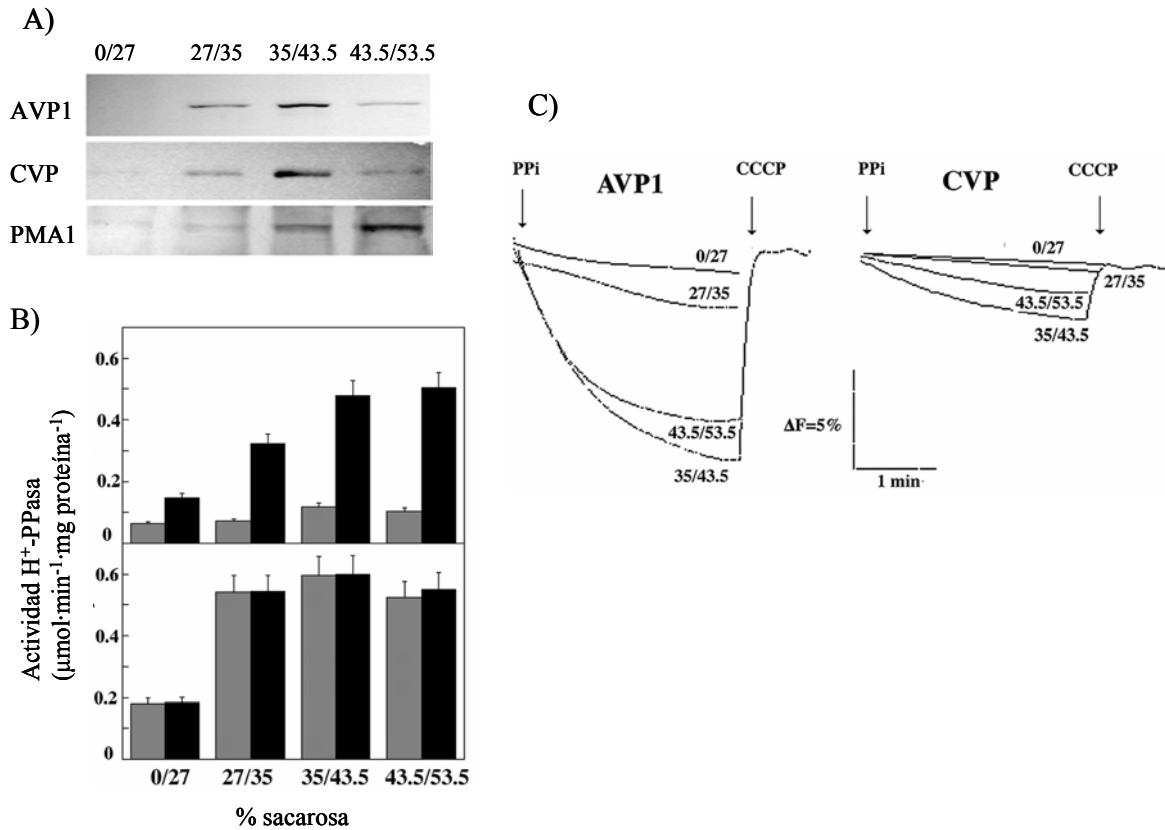 A)
0/27 27/35 35/43.5 43.5/53.5
AVP1
CVP
PMA1
B)
Actividad H⁺-PPasa
(µmol·min⁻¹·mg proteína⁻¹)
0.6
0.4
0.2
0
0.6
0.4
0.2
0
0/27 27/35 35/43.5 43.5/53.5
% sacarosa
C)
PPi AVP1 CCCP
0/27
27/35
43.5/53.5
35/43.5
PPi CVP CCCP
0/27
27/35
43.5/53.5
35/43.5
ΔF=5%
1 min